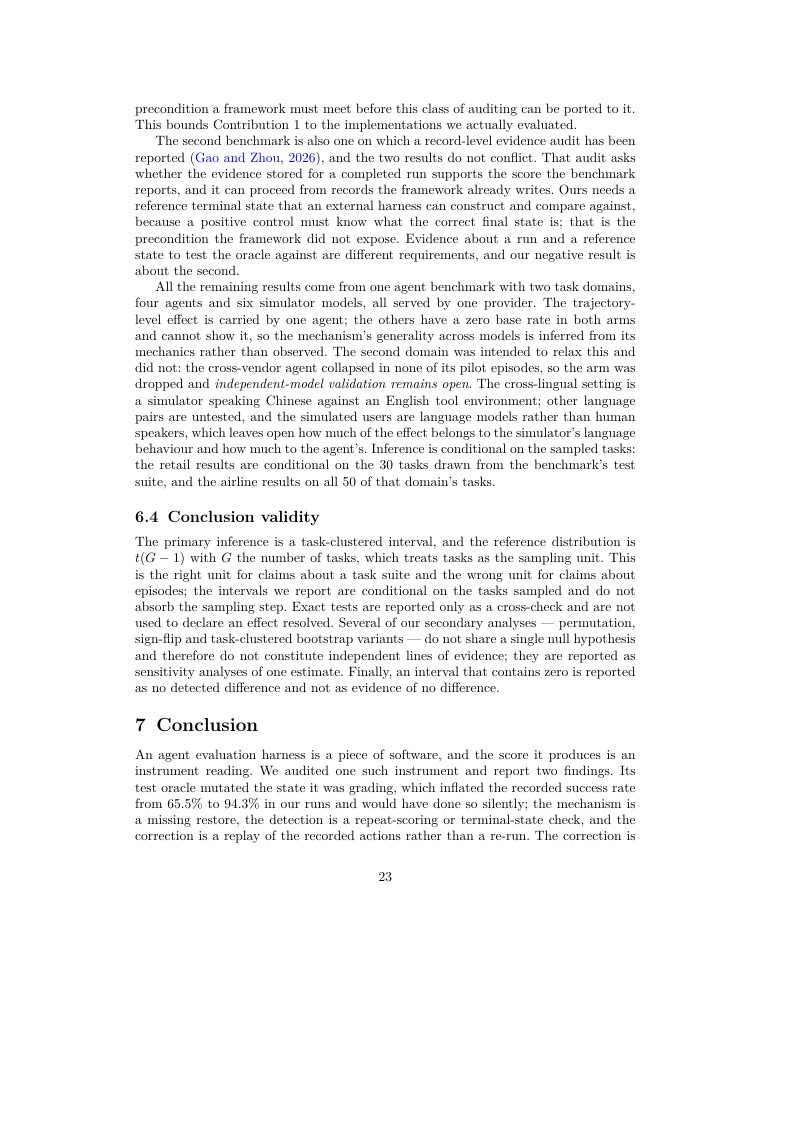 precondition a framework must meet before this class of auditing can be ported to it.
This bounds Contribution 1 to the implementations we actually evaluated.
The second benchmark is also one on which a record-level evidence audit has been
reported (Gao and Zhou, 2026), and the two results do not conflict. That audit asks
whether the evidence stored for a completed run supports the score the benchmark
reports, and it can proceed from records the framework already writes. Ours needs a
reference terminal state that an external harness can construct and compare against,
because a positive control must know what the correct final state is; that is the
precondition the framework did not expose. Evidence about a run and a reference
state to test the oracle against are different requirements, and our negative result is
about the second.
All the remaining results come from one agent benchmark with two task domains,
four agents and six simulator models, all served by one provider. The trajectory-
level effect is carried by one agent; the others have a zero base rate in both arms
and cannot show it, so the mechanism's generality across models is inferred from its
mechanics rather than observed. The second domain was intended to relax this and
did not: the cross-vendor agent collapsed in none of its pilot episodes, so the arm was
dropped and independent-model validation remains open. The cross-lingual setting is
a simulator speaking Chinese against an English tool environment; other language
pairs are untested, and the simulated users are language models rather than human
speakers, which leaves open how much of the effect belongs to the simulator's language
behaviour and how much to the agent's. Inference is conditional on the sampled tasks:
the retail results are conditional on the 30 tasks drawn from the benchmark's test
suite, and the airline results on all 50 of that domain's tasks.
6.4 Conclusion validity
The primary inference is a task-clustered interval, and the reference distribution is
t(G − 1) with G the number of tasks, which treats tasks as the sampling unit. This
is the right unit for claims about a task suite and the wrong unit for claims about
episodes; the intervals we report are conditional on the tasks sampled and do not
absorb the sampling step. Exact tests are reported only as a cross-check and are not
used to declare an effect resolved. Several of our secondary analyses — permutation,
sign-flip and task-clustered bootstrap variants — do not share a single null hypothesis
and therefore do not constitute independent lines of evidence; they are reported as
sensitivity analyses of one estimate. Finally, an interval that contains zero is reported
as no detected difference and not as evidence of no difference.
7 Conclusion
An agent evaluation harness is a piece of software, and the score it produces is an
instrument reading. We audited one such instrument and report two findings. Its
test oracle mutated the state it was grading, which inflated the recorded success rate
from 65.5% to 94.3% in our runs and would have done so silently; the mechanism is
a missing restore, the detection is a repeat-scoring or terminal-state check, and the
correction is a replay of the recorded actions rather than a re-run. The correction is
23